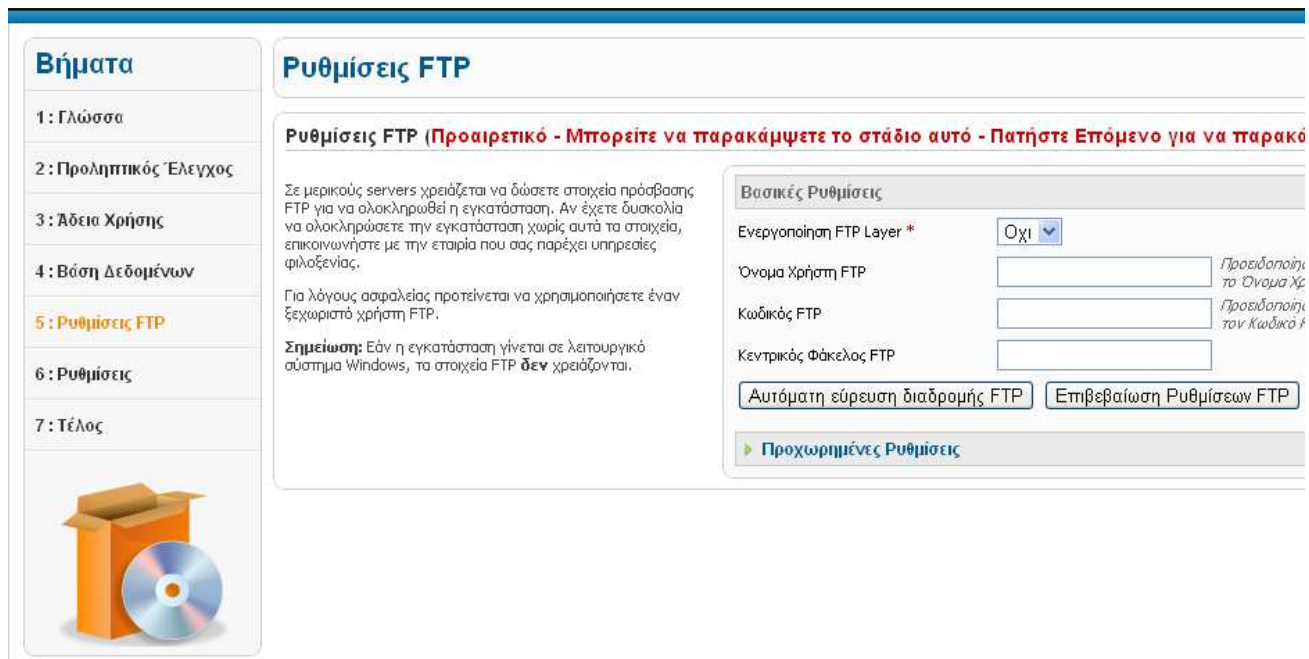 Βήματα
1 : Γλώσσα
2 : Προληπτικός Έλεγχος
3 : Άδεια Χρήσης
4 : Βάση Δεδομένων
5 : Ρυθμίσεις FTP
6 : Ρυθμίσεις
7 : Τέλος
Ρυθμίσεις FTP
Ρυθμίσεις FTP (Προαιρετικό - Μπορείτε να παρακάμψετε το στάδιο αυτό - Πατήστε Επόμενο για να
Σε μερικούς servers χρειάζεται να δώσετε στοιχεία πρόσβασης
FTP για να ολοκληρωθεί η εγκατάσταση. Αν έχετε δυσκολία
να ολοκληρώσετε την εγκατάσταση χωρίς αυτά τα στοιχεία,
επικοινωνήστε με την εταιρία που σας παρέχει υπηρεσίες
φιλοξενίας.
Για λόγους ασφαλείας προτείνεται να χρησιμοποιήσετε έναν
ξεχωριστό χρήστη FTP.
Σημείωση: Εάν η εγκατάσταση γίνεται σε λειτουργικό
σύστημα Windows, τα στοιχεία FTP δεν χρειάζονται.
Βασικές Ρυθμίσεις
Ενεργοποίηση FTP Layer *
Όχι
Όνομα Χρήστη FTP
το Όνομα
Κωδικός FTP
τον Κωδικό
Κεντρικός Φάκελος FTP
Αυτόματη εύρευση διαδρομής FTP
Επιβεβαίωση Ρυθμίσεων FTP
Προχωρημένες Ρυθμίσεις